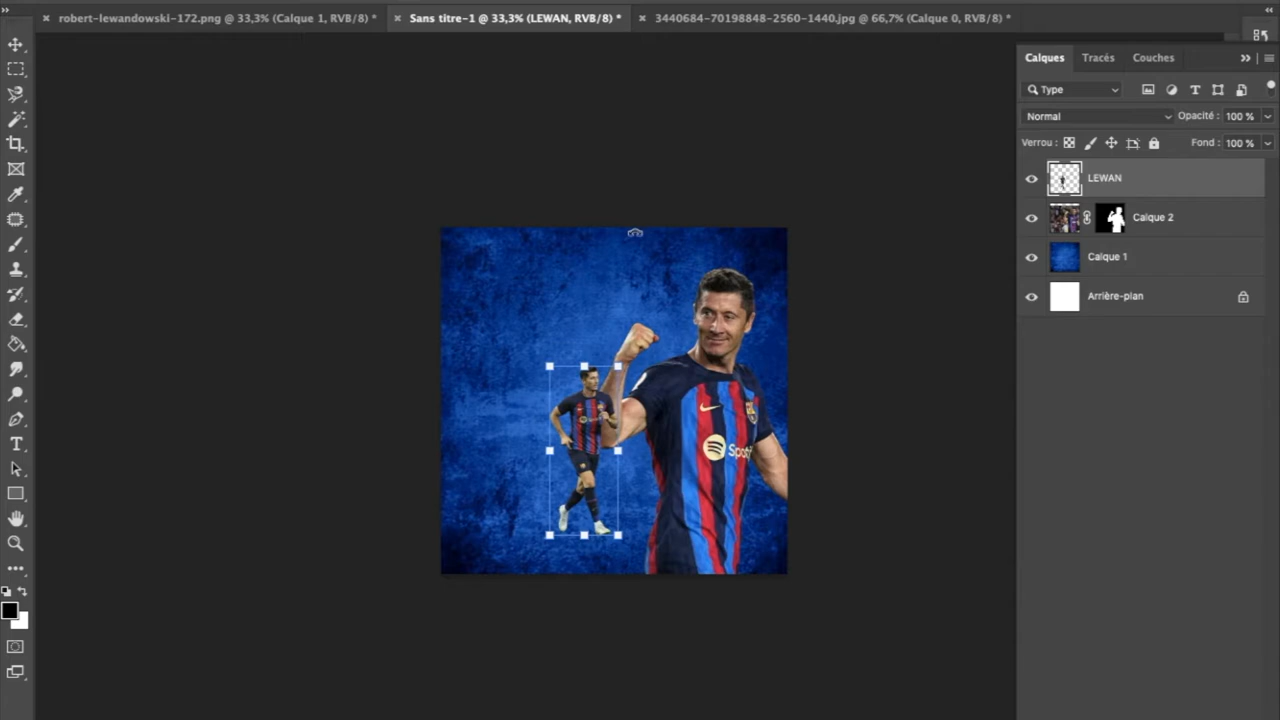 robert-lewandowski-172.png @ 33,3% (Calque 1, RVB/8) *
Sans titre-1 @ 33,3% (LEWAN, RVB/8) *
3440684-70198848-2560-1440.jpg @ 66,7% (Calque 0, RVB/8) *
Calques
Tracés
Couches
Type
Normal
Opacité : 100 %
Verrou :
Fond : 100 %
LEWAN
Calque 2
Calque 1
Arrière-plan
Spoti